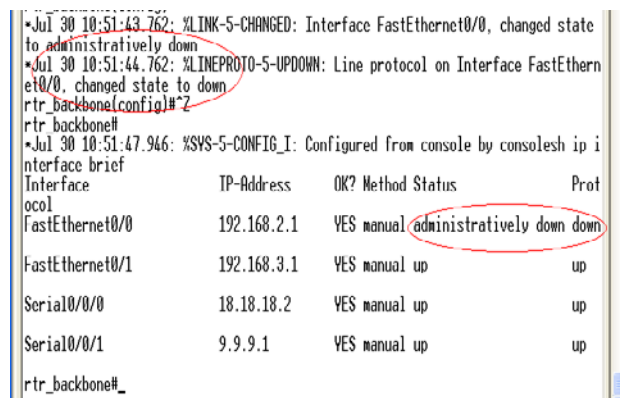 *Jul 30 10:51:43.762: %LINK-5-CHANGED: Interface FastEthernet0/0, changed state
to administratively down
*Jul 30 10:51:44.762: %LINEPROTO-5-UPDOWN: Line protocol on Interface FastEthern
et0/0, changed state to down
rtr_backbone(config)#^Z
rtr_backbone#
*Jul 30 10:51:47.946: %SYS-5-CONFIG_I: Configured from console by consolesh ip i
nterface brief
Interface IP-Address OK? Method Status Prot
ocol
FastEthernet0/0 192.168.2.1 YES manual administratively down down
FastEthernet0/1 192.168.3.1 YES manual up up
Serial0/0/0 18.18.18.2 YES manual up up
Serial0/0/1 9.9.9.1 YES manual up up
rtr_backbone#_